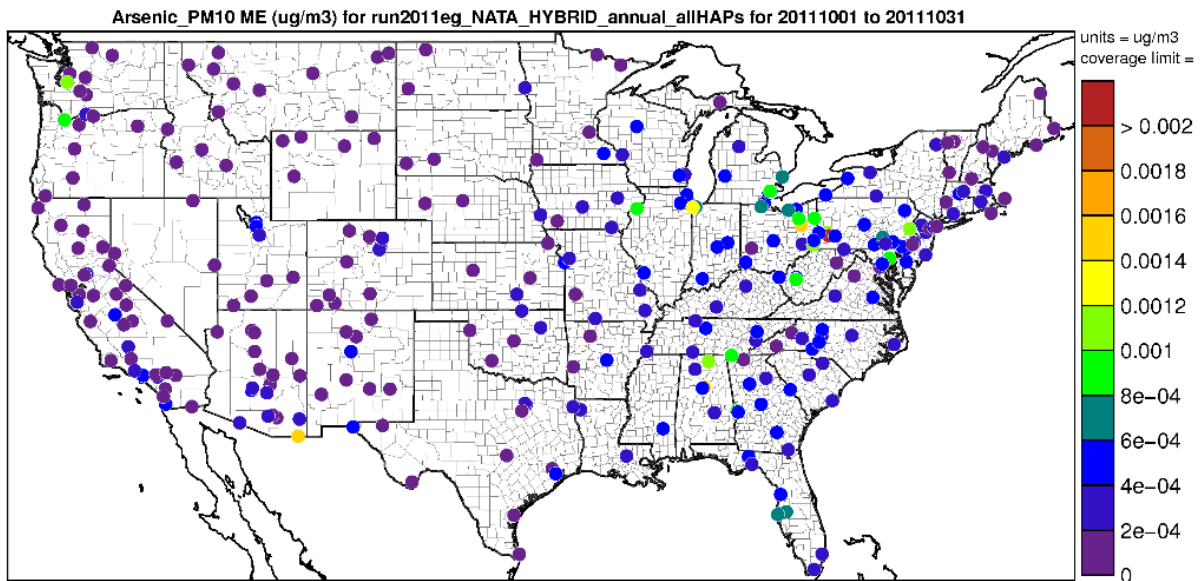 Arsenic_PM10 ME (ug/m3) for run2011eg_NATA_HYBRID_annual_allHAPs for 20111001 to 20111031
units = ug/m3
coverage limit =
> 0.002
0.0018
0.0016
0.0014
0.0012
0.001
8e−04
6e−04
4e−04
2e−04
0